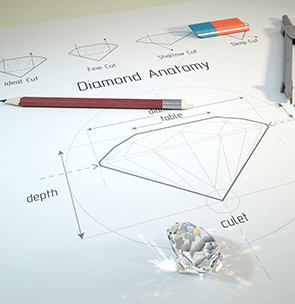 Ideal Cut
Fine Cut
Shallow Cut
Deep Cut
Diamond Anatomy
table
depth
culet